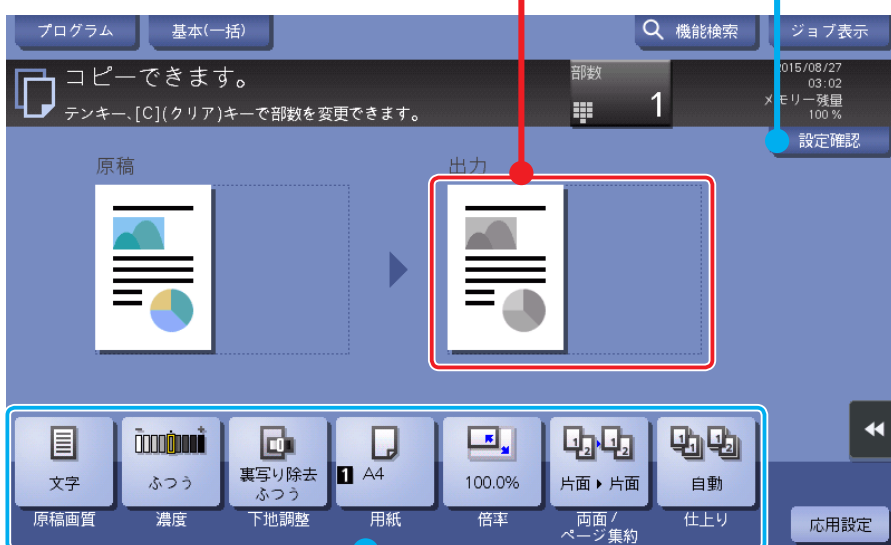 プログラム
基本(一括)
機能検索
ジョブ表示
コピーできます。
テンキー、[C](クリア)キーで部数を変更できます。
部数
1
2015/08/27
03:02
メモリー残量
100 %
設定確認
原稿
出力
文字
ふつう
裏写り除去
ふつう
1 A4
100.0%
片面 ▶ 片面
自動
原稿画質
濃度
下地調整
用紙
倍率
両面 /
ページ集約
仕上り
応用設定